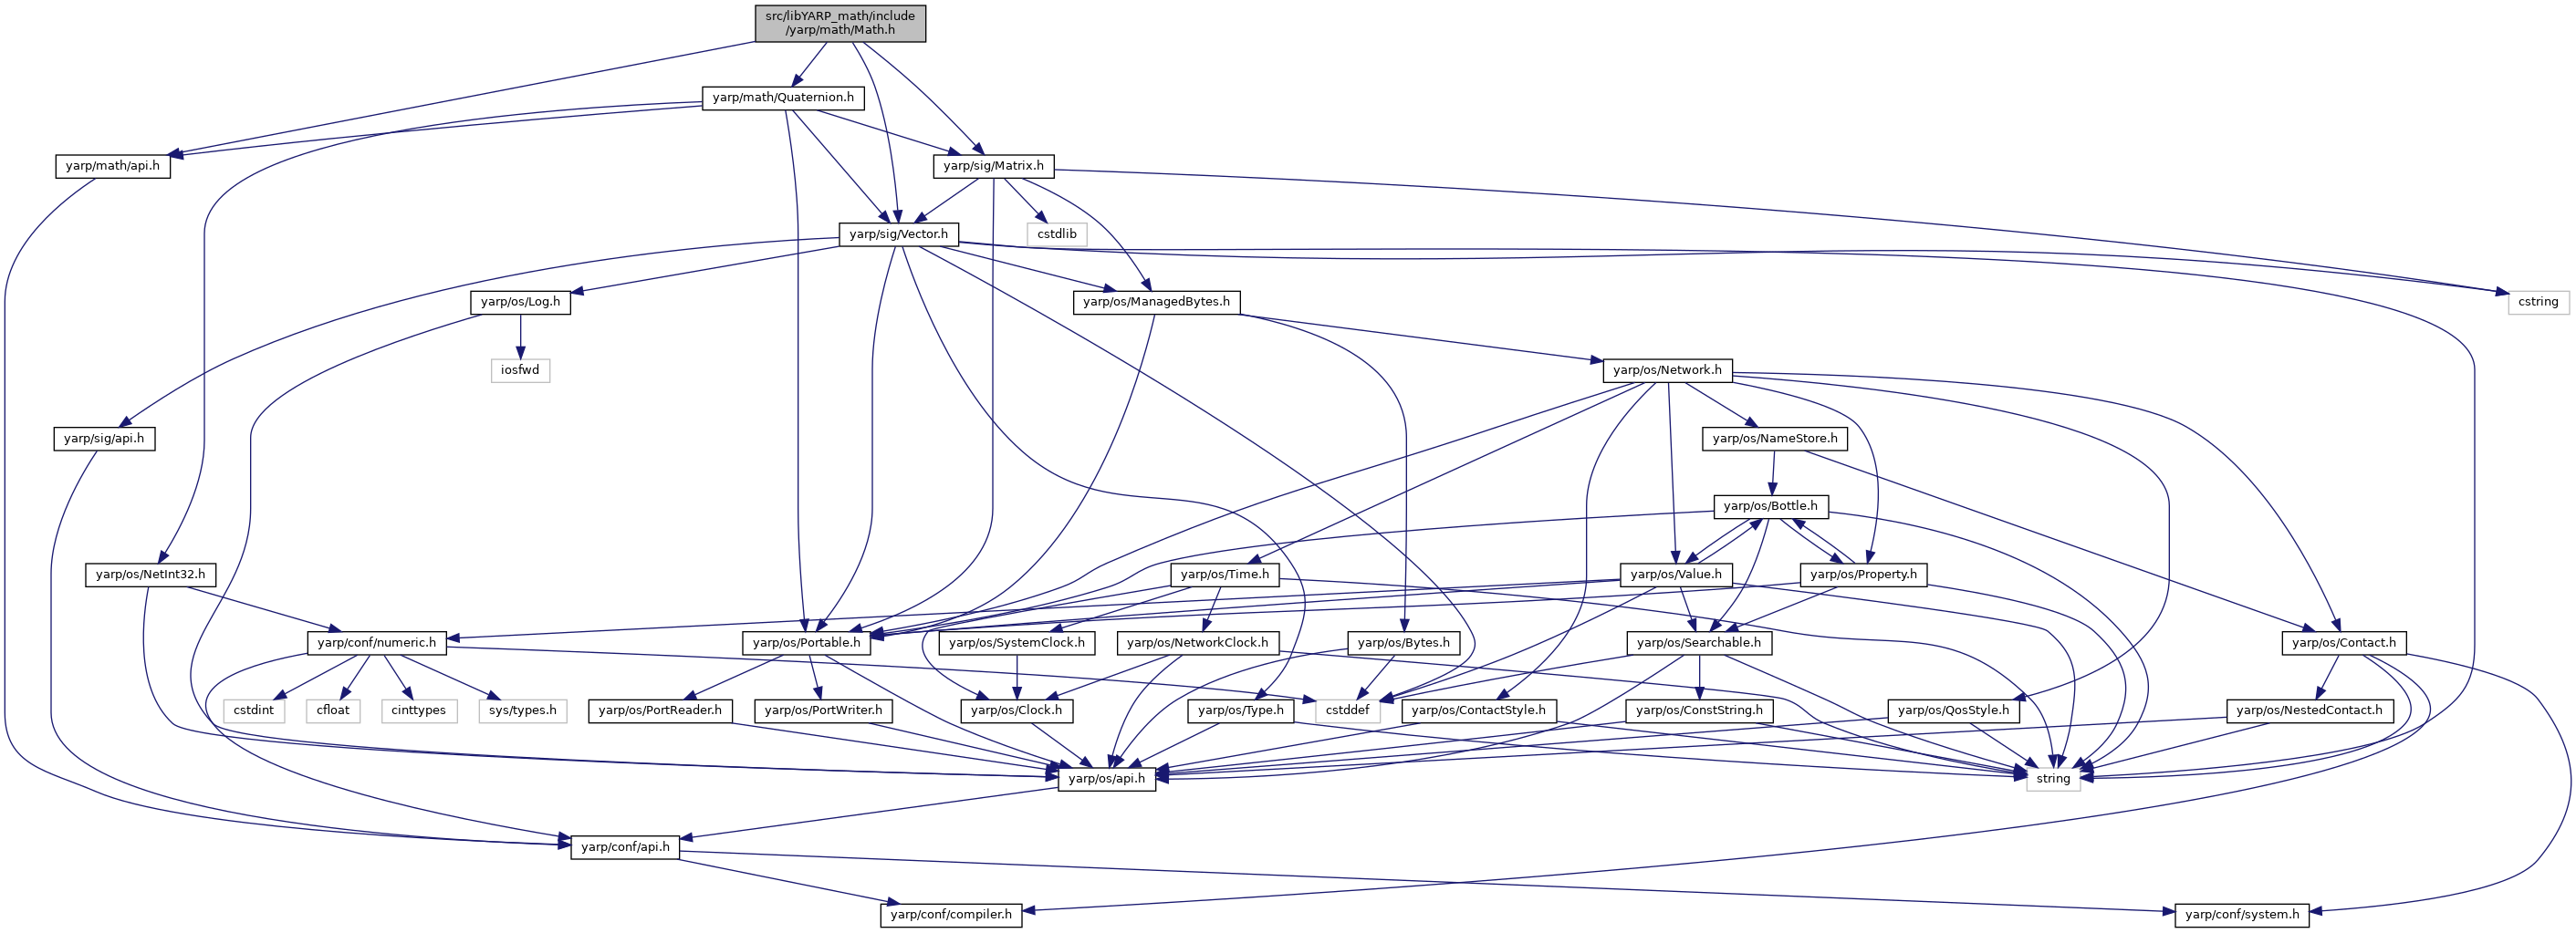 src/libYARP_math/include
/yarp/math/Math.h
yarp/math/Quaternion.h
yarp/math/api.h
yarp/sig/Matrix.h
yarp/sig/Vector.h
cstdlib
yarp/os/Log.h
yarp/os/ManagedBytes.h
cstring
iosfwd
yarp/os/Network.h
yarp/sig/api.h
yarp/os/NameStore.h
yarp/os/Bottle.h
yarp/os/NetInt32.h
yarp/os/Time.h
yarp/os/Value.h
yarp/os/Property.h
yarp/conf/numeric.h
yarp/os/Portable.h
yarp/os/SystemClock.h
yarp/os/NetworkClock.h
yarp/os/Bytes.h
yarp/os/Searchable.h
yarp/os/Contact.h
cstdint
cfloat
cinttypes
sys/types.h
yarp/os/PortReader.h
yarp/os/PortWriter.h
yarp/os/Clock.h
yarp/os/Type.h
cstddef
yarp/os/ContactStyle.h
yarp/os/ConstString.h
yarp/os/QosStyle.h
yarp/os/NestedContact.h
yarp/os/api.h
string
yarp/conf/api.h
yarp/conf/compiler.h
yarp/conf/system.h